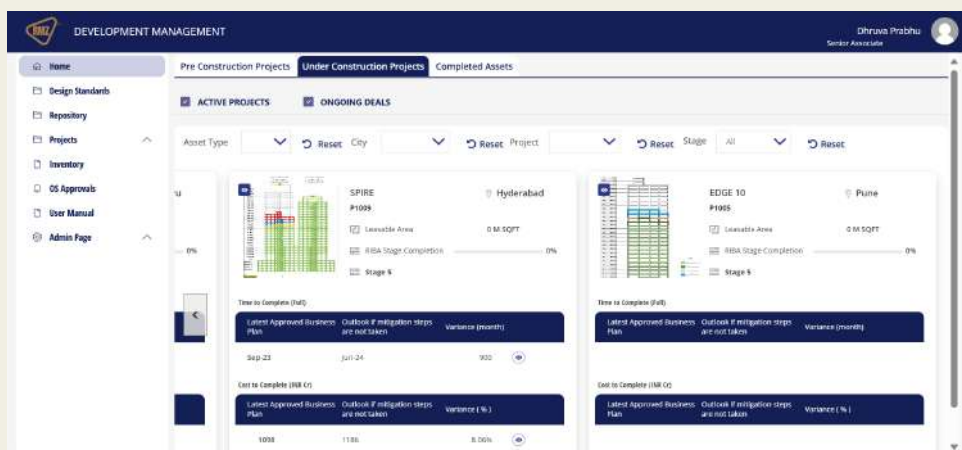 RMZ
DEVELOPMENT MANAGEMENT
Dhruva Prabhu
Senior Associate
Home
Design Standards
Repository
Projects
Inventory
OS Approvals
User Manual
Admin Page
Pre Construction Projects Under Construction Projects Completed Assets
ACTIVE PROJECTS ONGOING DEALS
Asset Type Reset City Reset Project Reset Stage All Reset
0%
SPIRE Hyderabad
P1005
Leasable Area 0 M.SQFT
RIBA Stage Completion 0%
Stage 5
Time to Complete (Full)
Latest Approved Business Plan Outlook if mitigation steps are not taken Variance (month)
Sep-23 Jun-24 900
Cost to Complete (INR Cr)
Latest Approved Business Plan Outlook if mitigation steps are not taken Variance ( % )
1098 1186 8.06%
EDGE 10 Pune
P1005
Leasable Area 0 M.SQFT
RIBA Stage Completion 0%
Stage 5
Time to Complete (Full)
Latest Approved Business Plan Outlook if mitigation steps are not taken Variance (month)
Cost to Complete (INR Cr)
Latest Approved Business Plan Outlook if mitigation steps are not taken Variance ( % )